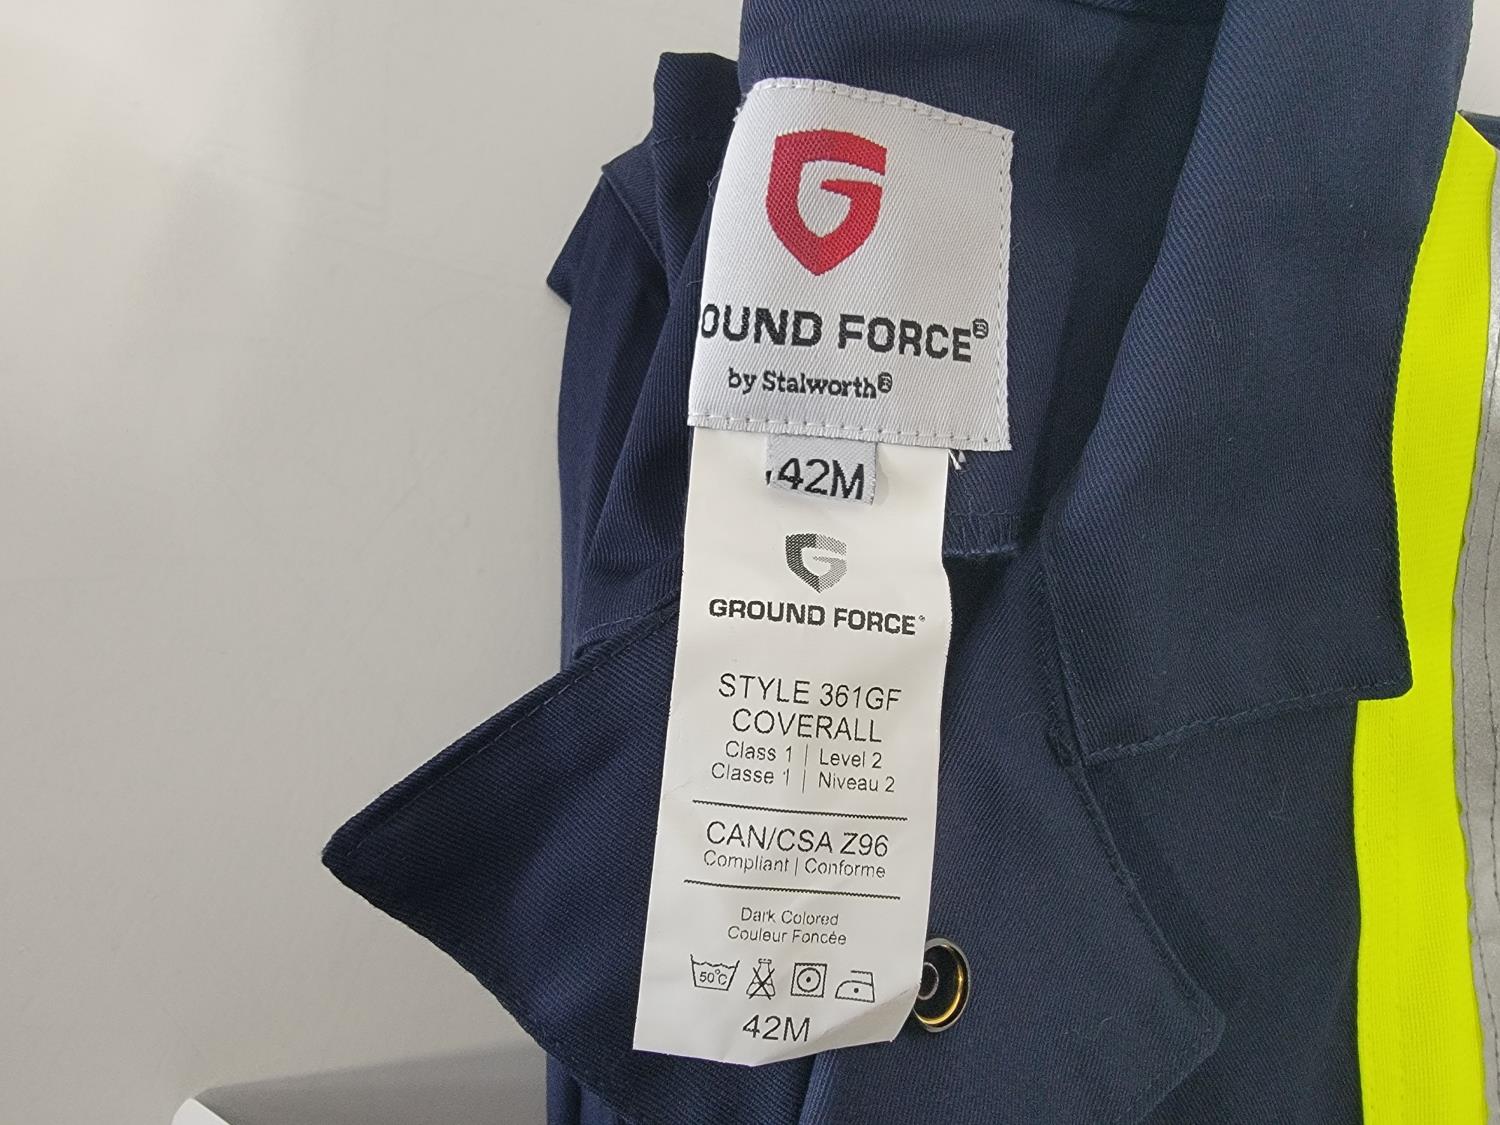 OUND FORCE®
by Stalworth®
42M
GROUND FORCE®
STYLE 361GF
COVERALL
Class 1 | Level 2
Classe 1 | Niveau 2
CAN/CSA Z96
Compliant | Conforme
Dark Colored
Couleur Foncée
50°C
42M